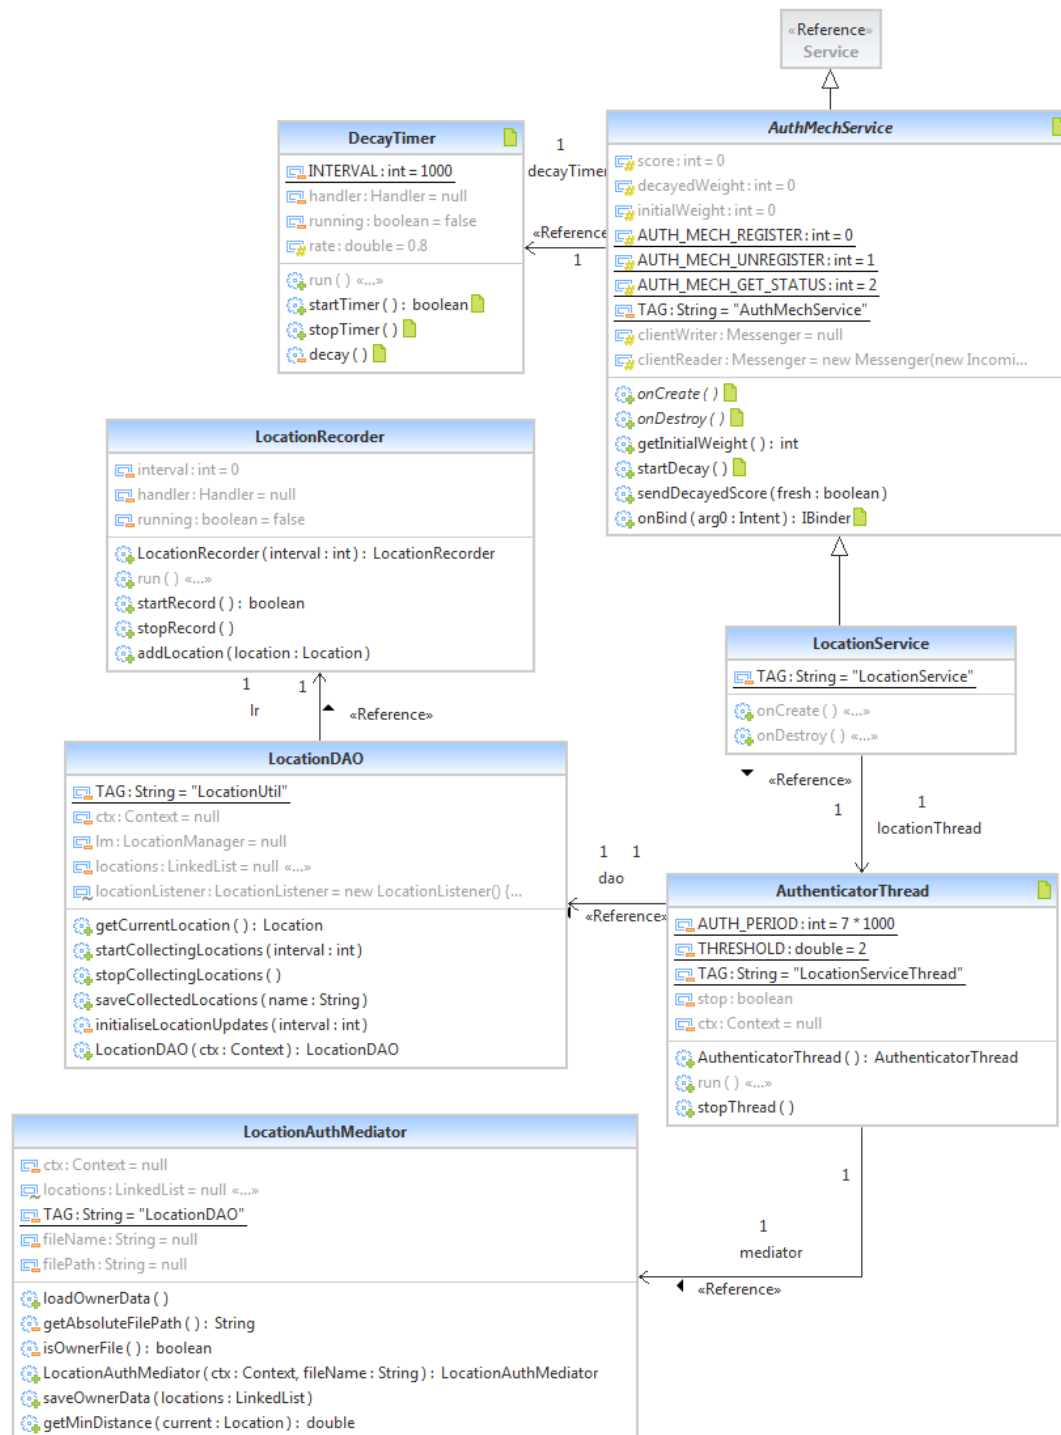 «Reference»
Service
AuthMechService
score : int = 0
decayedWeight : int = 0
initialWeight : int = 0
AUTH_MECH_REGISTER : int = 0
AUTH_MECH_UNREGISTER : int = 1
AUTH_MECH_GET_STATUS : int = 2
TAG : String = "AuthMechService"
clientWriter : Messenger = null
clientReader : Messenger = new Messenger(new Incomi...
onCreate ( )
onDestroy ( )
getInitialWeight ( ) : int
startDecay ( )
sendDecayedScore ( fresh : boolean )
onBind ( arg0 : Intent ) : IBinder
1
decayTimer
«Reference
1
DecayTimer
INTERVAL : int = 1000
handler : Handler = null
running : boolean = false
rate : double = 0.8
run ( ) «...»
startTimer ( ) : boolean
stopTimer ( )
decay ( )
LocationRecorder
interval : int = 0
handler : Handler = null
running : boolean = false
LocationRecorder ( interval : int ) : LocationRecorder
run ( ) «...»
startRecord ( ) : boolean
stopRecord ( )
addLocation ( location : Location )
1 1
lr
«Reference»
LocationService
TAG : String = "LocationService"
onCreate ( ) «...»
onDestroy ( ) «...»
«Reference»
1 1
locationThread
LocationDAO
TAG : String = "LocationUtil"
ctx : Context = null
lm : LocationManager = null
locations : LinkedList = null «...»
locationListener : LocationListener = new LocationListener() {...
getCurrentLocation ( ) : Location
startCollectingLocations ( interval : int )
stopCollectingLocations ( )
saveCollectedLocations ( name : String )
initialiseLocationUpdates ( interval : int )
LocationDAO ( ctx : Context ) : LocationDAO
1 1
dao
«Reference»
AuthenticatorThread
AUTH_PERIOD : int = 7 * 1000
THRESHOLD : double = 2
TAG : String = "LocationServiceThread"
stop : boolean
ctx : Context = null
AuthenticatorThread ( ) : AuthenticatorThread
run ( ) «...»
stopThread ( )
1
1
mediator
«Reference»
LocationAuthMediator
ctx : Context = null
locations : LinkedList = null «...»
TAG : String = "LocationDAO"
fileName : String = null
filePath : String = null
loadOwnerData ( )
getAbsoluteFilePath ( ) : String
isOwnerFile ( ) : boolean
LocationAuthMediator ( ctx : Context, fileName : String ) : LocationAuthMediator
saveOwnerData ( locations : LinkedList )
getMinDistance ( current : Location ) : double